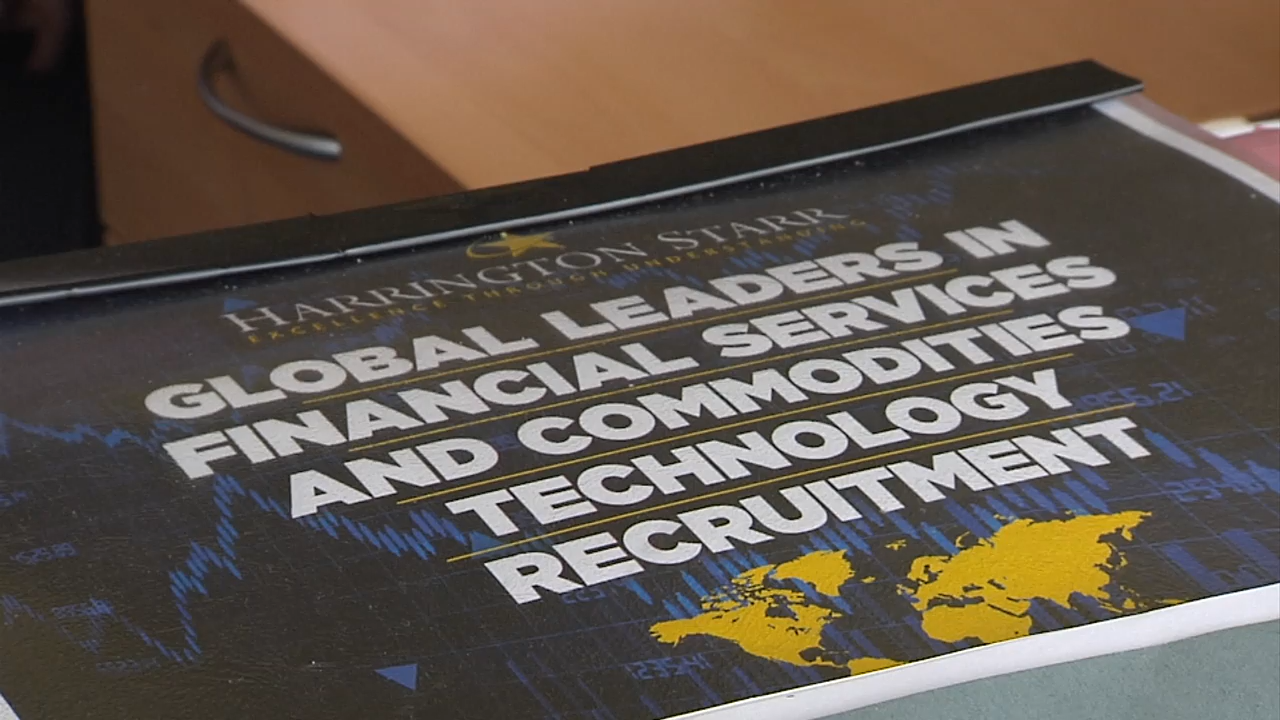 HARRINGTON STARR
EXCELLENCE THROUGH UNDERSTANDING
GLOBAL LEADERS IN
FINANCIAL SERVICES
AND COMMODITIES
TECHNOLOGY
RECRUITMENT